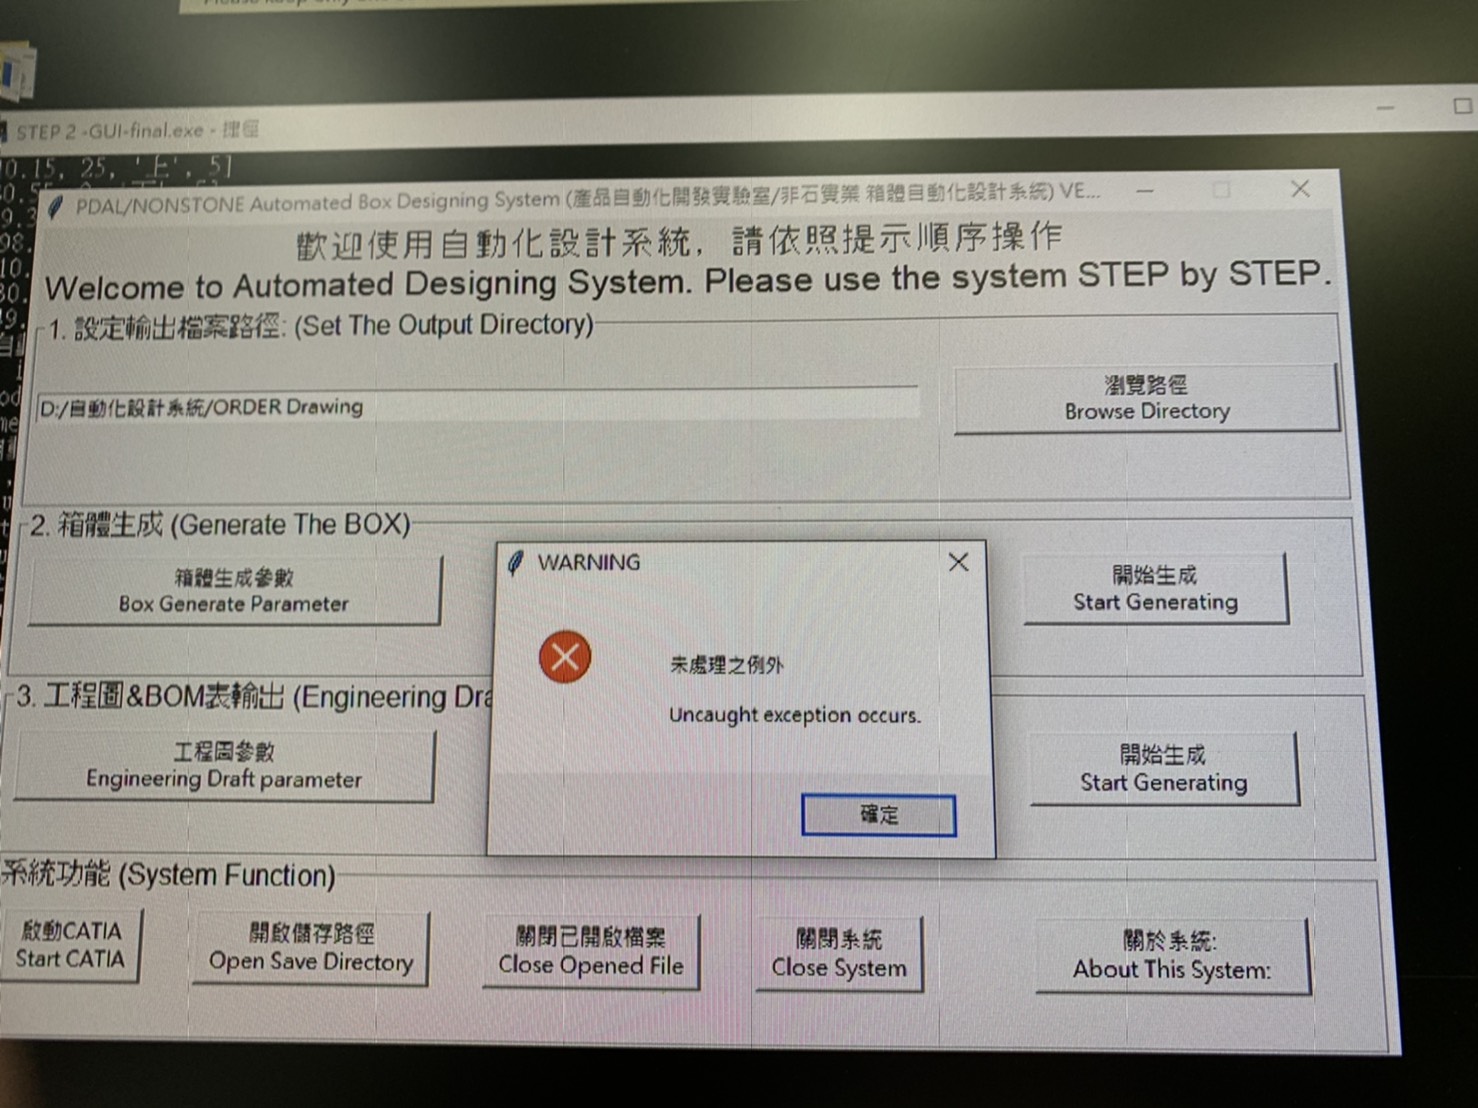 STEP 2 -GUI-final.exe - 捷徑
0.15, 25, '上', 5]
PDAL/NONSTONE Automated Box Designing System (產品自動化開發實驗室/非石實業 箱體自動化設計系統) VE...
歡迎使用自動化設計系統，請依照提示順序操作
Welcome to Automated Designing System. Please use the system STEP by STEP.
1. 設定輸出檔案路徑: (Set The Output Directory)
D:/自動化設計系統/ORDER Drawing
瀏覽路徑
Browse Directory
2. 箱體生成 (Generate The BOX)
箱體生成參數
Box Generate Parameter
開始生成
Start Generating
WARNING
未處理之例外
Uncaught exception occurs.
確定
3. 工程圖&BOM表輸出 (Engineering Dra
工程圖參數
Engineering Draft parameter
開始生成
Start Generating
系統功能 (System Function)
啟動CATIA
Start CATIA
開啟儲存路徑
Open Save Directory
關閉已開啟檔案
Close Opened File
關閉系統
Close System
關於系統:
About This System: